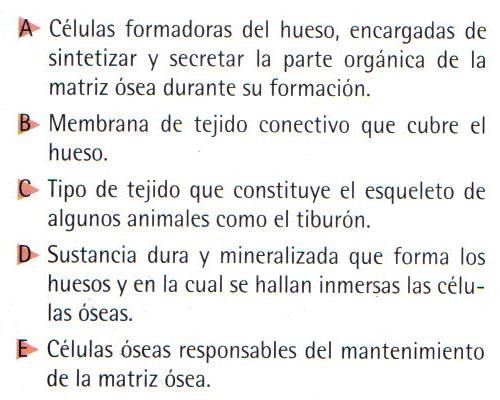 A Células formadoras del hueso, encargadas de
sintetizar y secretar la parte orgánica de la
matriz ósea durante su formación.
B Membrana de tejido conectivo que cubre el
hueso.
C Tipo de tejido que constituye el esqueleto de
algunos animales como el tiburón.
D Sustancia dura y mineralizada que forma los
huesos y en la cual se hallan inmersas las célu-
las óseas.
E Células óseas responsables del mantenimiento
de la matriz ósea.